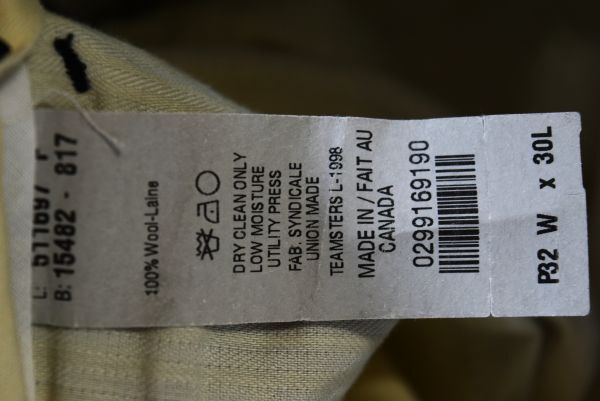 L: 511697 F
B: 15482 - 817
100% Wool-Laine
DRY CLEAN ONLY
LOW MOISTURE
UTILITY PRESS
FAB. SYNDICALE
UNION MADE
TEAMSTERS L-1998
MADE IN / FAIT AU
CANADA
0299169190
P32 W x 30L